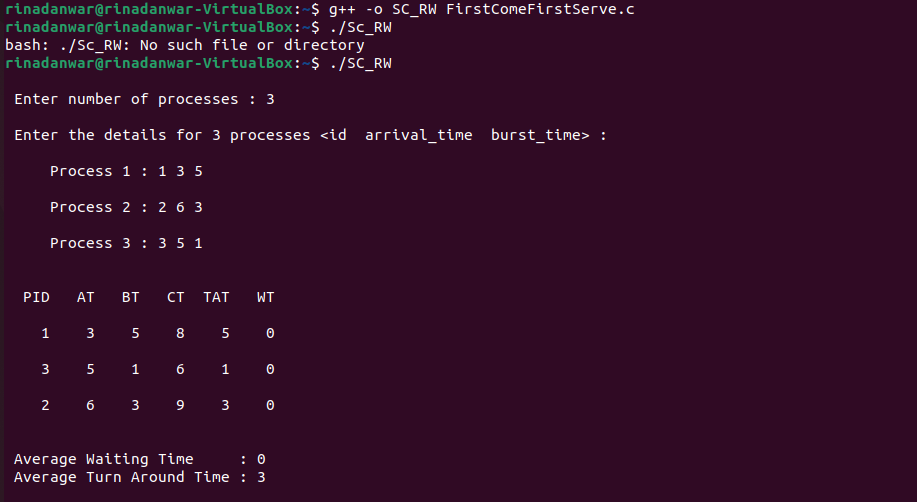 rinadanwar@rinadanwar-VirtualBox:~$ g++ -o SC_RW FirstComeFirstServe.c
rinadanwar@rinadanwar-VirtualBox:~$ ./Sc_RW
bash: ./Sc_RW: No such file or directory
rinadanwar@rinadanwar-VirtualBox:~$ ./SC_RW
Enter number of processes : 3
Enter the details for 3 processes <id  arrival_time  burst_time> :
Process 1 : 1 3 5
Process 2 : 2 6 3
Process 3 : 3 5 1
PID   AT   BT   CT  TAT   WT
1    3    5    8    5    0
3    5    1    6    1    0
2    6    3    9    3    0
Average Waiting Time     : 0
Average Turn Around Time : 3